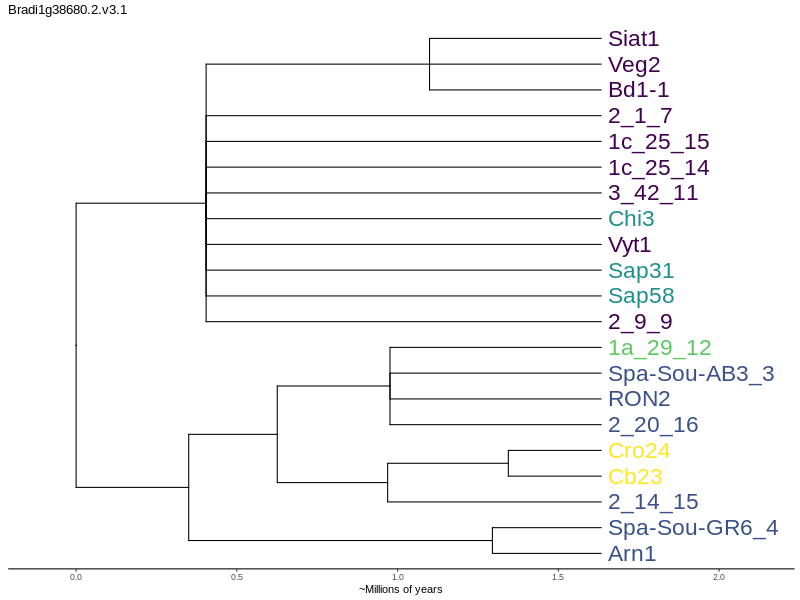 Bradi1g38680.2.v3.1
Siat1
Veg2
Bd1-1
2_1_7
1c_25_15
1c_25_14
3_42_11
Chi3
Vyt1
Sap31
Sap58
2_9_9
1a_29_12
Spa-Sou-AB3_3
RON2
2_20_16
Cro24
Cb23
2_14_15
Spa-Sou-GR6_4
Arn1
0.0 0.5 1.0 1.5 2.0
~Millions of years